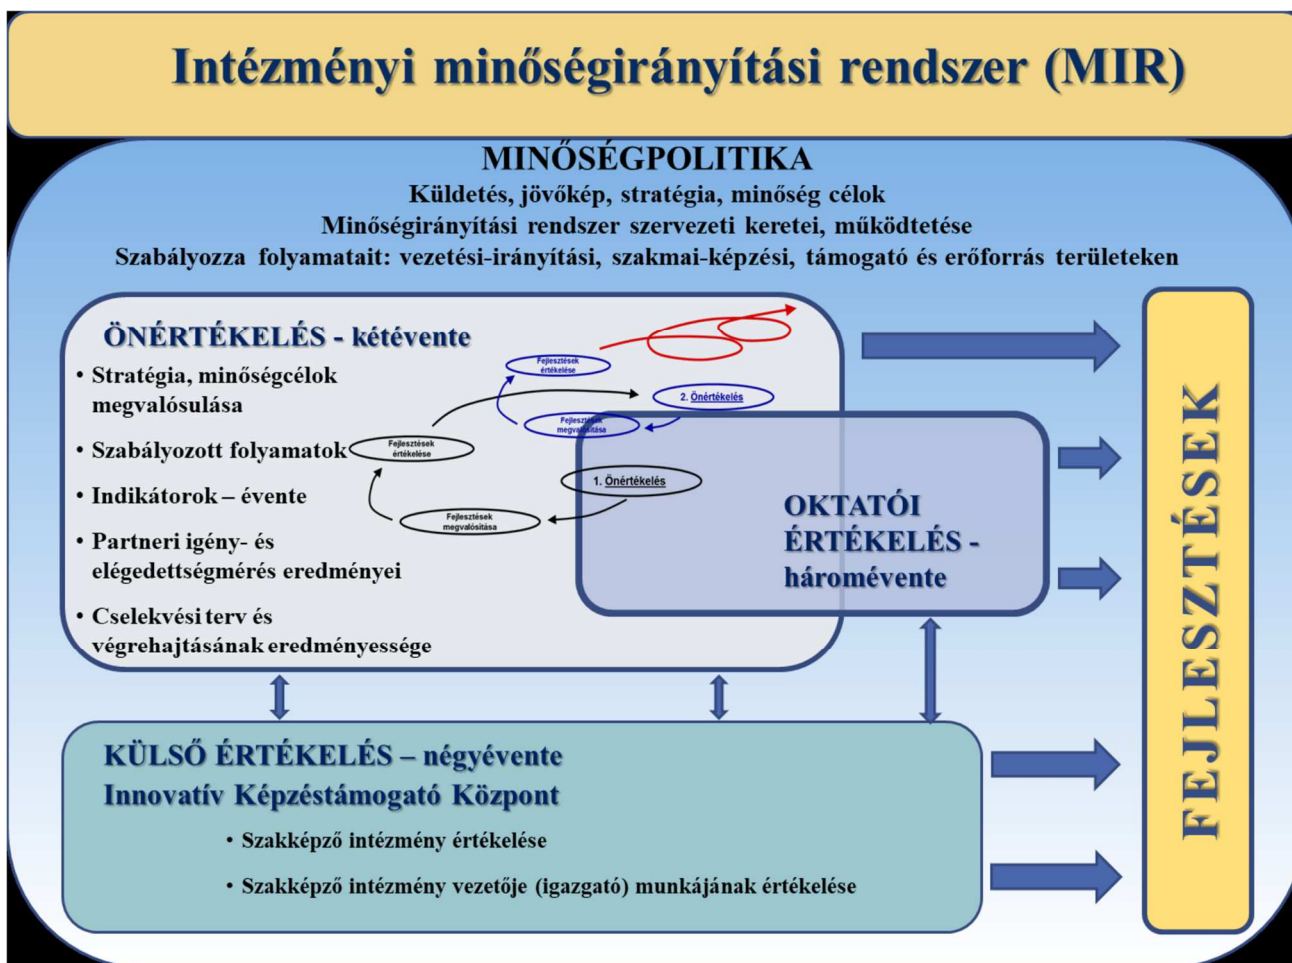 Intézményi minőségirányítási rendszer (MIR)
MINŐSÉGPOLITIKA
Küldetés, jövőkép, stratégia, minőség célok
Minőségirányítási rendszer szervezeti keretei, működtetése
Szabályozza folyamatait: vezetési-irányítási, szakmai-képzési, támogató és erőforrás területeken
ÖNÉRTÉKELÉS - kétévente
• Stratégia, minőségcélok
megvalósulása
• Szabályozott folyamatok
• Indikátorok – évente
• Partneri igény- és
elégedettségmérés eredményei
• Cselekvési terv és
végrehajtásának eredményessége
Fejlesztések
értékelése
2. Önértékelés
Fejlesztések
megvalósítása
Fejlesztések
értékelése
1. Önértékelés
Fejlesztések
megvalósítása
OKTATÓI
ÉRTÉKELÉS -
háromévente
KÜLSŐ ÉRTÉKELÉS – négyévente
Innovatív Képzéstámogató Központ
• Szakképző intézmény értékelése
• Szakképző intézmény vezetője (igazgató) munkájának értékelése
FEJLESZTÉSEK